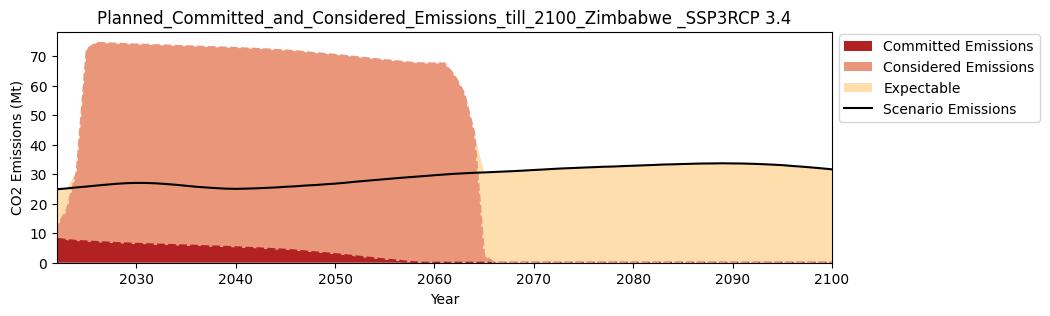 Planned_Committed_and_Considered_Emissions_till_2100_Zimbabwe _SSP3RCP 3.4
Committed Emissions
Considered Emissions
Expectable
Scenario Emissions
CO2 Emissions (Mt)
70
60
50
40
30
20
10
0
2030 2040 2050 2060 2070 2080 2090 2100
Year